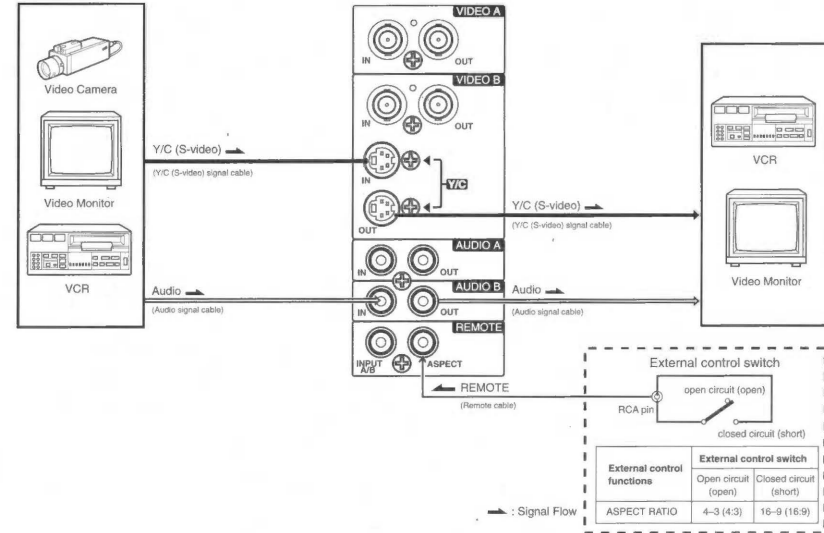 Video Camera
Video Monitor
VCR
Y/C (S-video)
(Y/C (S-video) signal cable)
Audio
(Audio signal cable)
VIDEO A
IN
OUT
VIDEO B
IN
OUT
IN
Y/C
OUT
AUDIO A
IN
OUT
AUDIO B
IN
OUT
REMOTE
INPUT
A/B
ASPECT
Y/C (S-video)
(Y/C (S-video) signal cable)
Audio
(Audio signal cable)
VCR
Video Monitor
REMOTE
(Remote cable)
External control switch
open circuit (open)
RCA pin
closed circuit (short)
External control functions
External control switch
Open circuit (open)
Closed circuit (short)
ASPECT RATIO
4–3 (4:3)
16–9 (16:9)
: Signal Flow